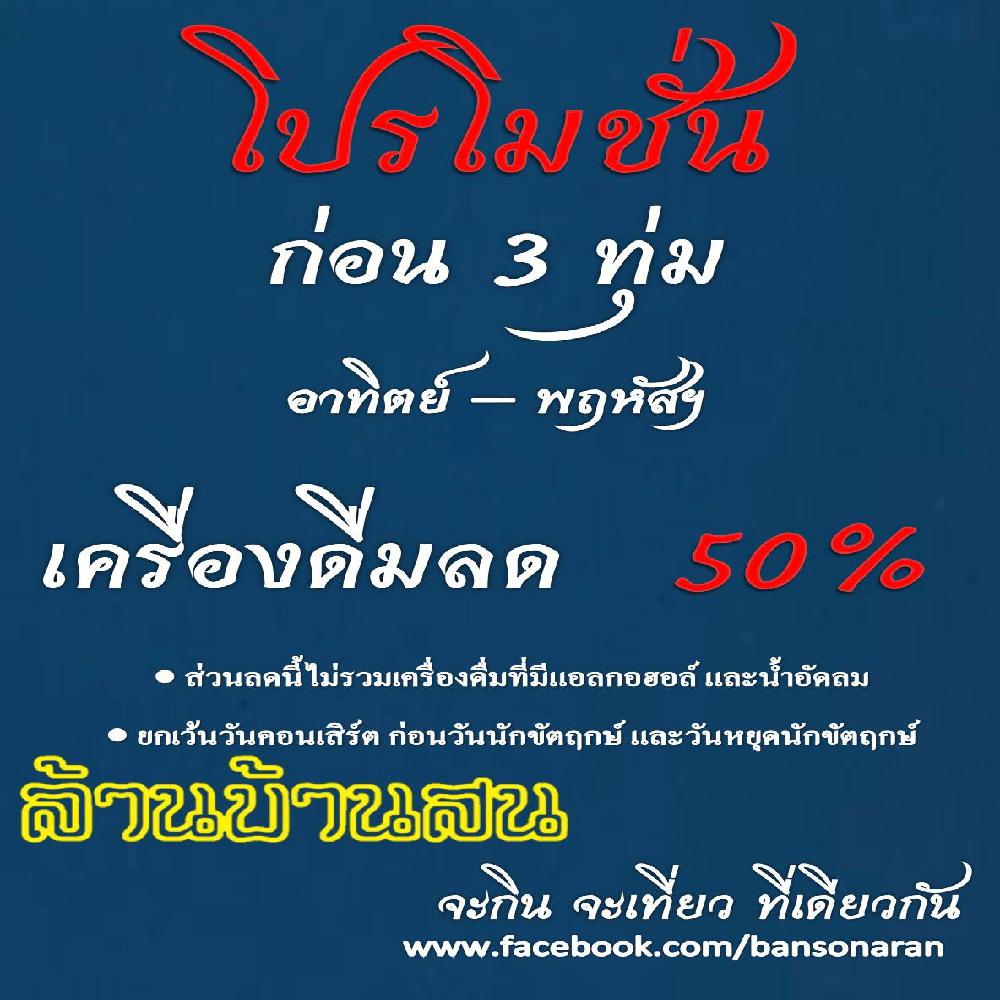 โปรโมชั่น
ก่อน 3 ทุ่ม
อาทิตย์ – พฤหัสฯ
เครื่องดื่มลด 50%
● ส่วนลดนี้ไม่รวมเครื่องดื่มที่มีแอลกอฮอล์ และน้ำอัดลม
● ยกเว้นวันคอนเสิร์ต ก่อนวันนักขัตฤกษ์ และวันหยุดนักขัตฤกษ์
ล้านบ้านสน
จะกิน จะเที่ยว ที่เดียวกัน
www.facebook.com/bansonaran